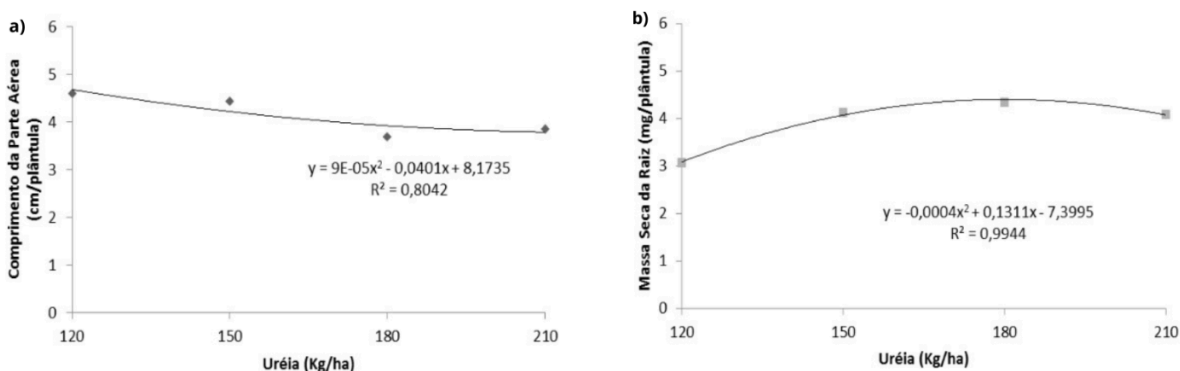 a)
Comprimento da Parte Aérea
(cm/plântula)
6
5
4
3
2
1
0
y = 9E-05x² - 0,0401x + 8,1735
R² = 0,8042
120
150
180
210
Uréia (Kg/ha)
b)
Massa Seca da Raiz (mg/plântula)
6
5
4
3
2
1
0
y = -0,0004x² + 0,1311x - 7,3995
R² = 0,9944
120
150
180
210
Uréia (Kg/ha)